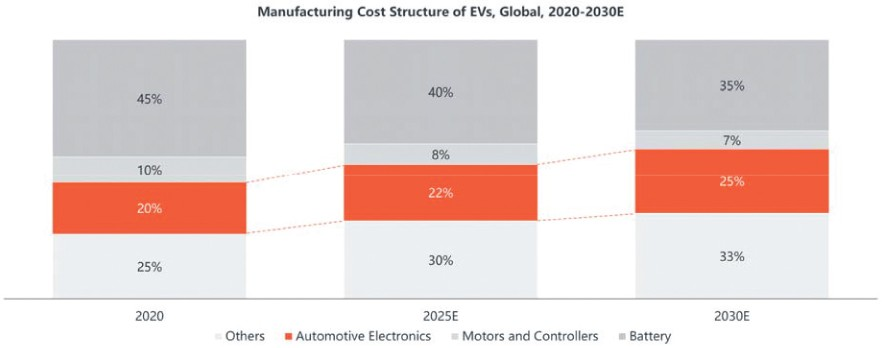 Manufacturing Cost Structure of EVs, Global, 2020-2030E
45% 40% 35%
10% 8% 7%
20% 22% 25%
25% 30% 33%
2020 2025E 2030E
Others Automotive Electronics Motors and Controllers Battery